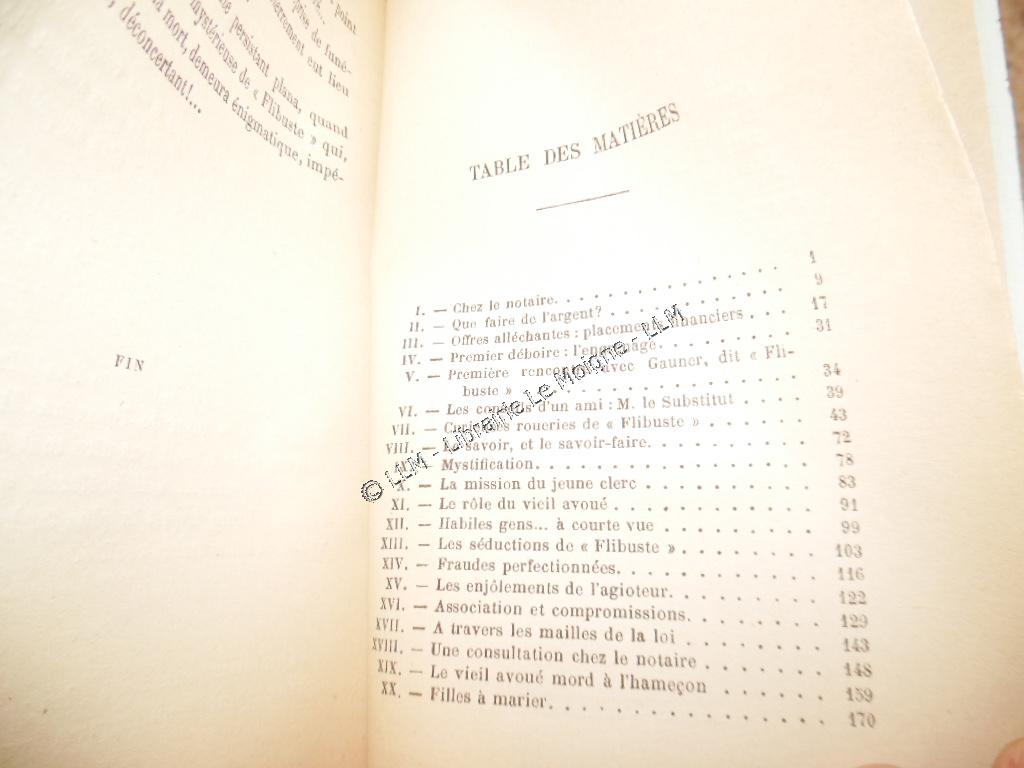 point
prise de funé-
èrement eut lieu
persistant plana, quand
mystérieuse de « Flibuste » qui,
mort, demeura énigmatique, impé-
déconcertant!...
FIN
TABLE DES MATIÈRES
I. — Chez le notaire. . . . . . . . . . . . . . 1
II. — Que faire de l'argent? . . . . . . . . . . 9
III. — Offres alléchantes : placements financiers . . . 17
IV. — Premier déboire : l'engrenage. . . . . . . . 31
V. — Première rencontre avec Gauner, dit « Fli-
buste » . . . . . . . . . . . . . . . 34
VI. — Les conseils d'un ami : M. le Substitut . . . . 39
VII. — Curieuses roueries de « Flibuste » . . . . . . 43
VIII. — Le savoir, et le savoir-faire. . . . . . . . . 72
IX. — Mystification. . . . . . . . . . . . . . 78
X. — La mission du jeune clerc . . . . . . . . . 83
XI. — Le rôle du vieil avoué . . . . . . . . . . 91
XII. — Habiles gens... à courte vue . . . . . . . . 99
XIII. — Les séductions de « Flibuste ». . . . . . . . 103
XIV. — Fraudes perfectionnées. . . . . . . . . . . 116
XV. — Les enjôlements de l'agioteur. . . . . . . . 122
XVI. — Association et compromissions. . . . . . . . 129
XVII. — A travers les mailles de la loi . . . . . . . 143
XVIII. — Une consultation chez le notaire . . . . . . 148
XIX. — Le vieil avoué mord à l'hameçon . . . . . . 159
XX. — Filles à marier. . . . . . . . . . . . . . 170
© LLM - Librairie Le Moigne - LLM